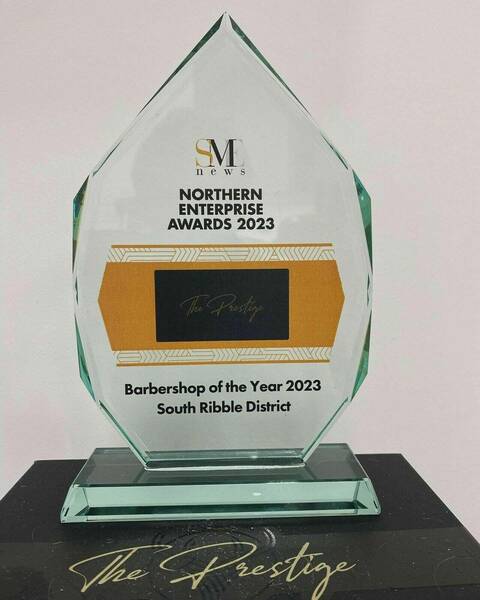 SME
news
NORTHERN
ENTERPRISE
AWARDS 2023
The Prestige
Barbershop of the Year 2023
South Ribble District
The Prestige